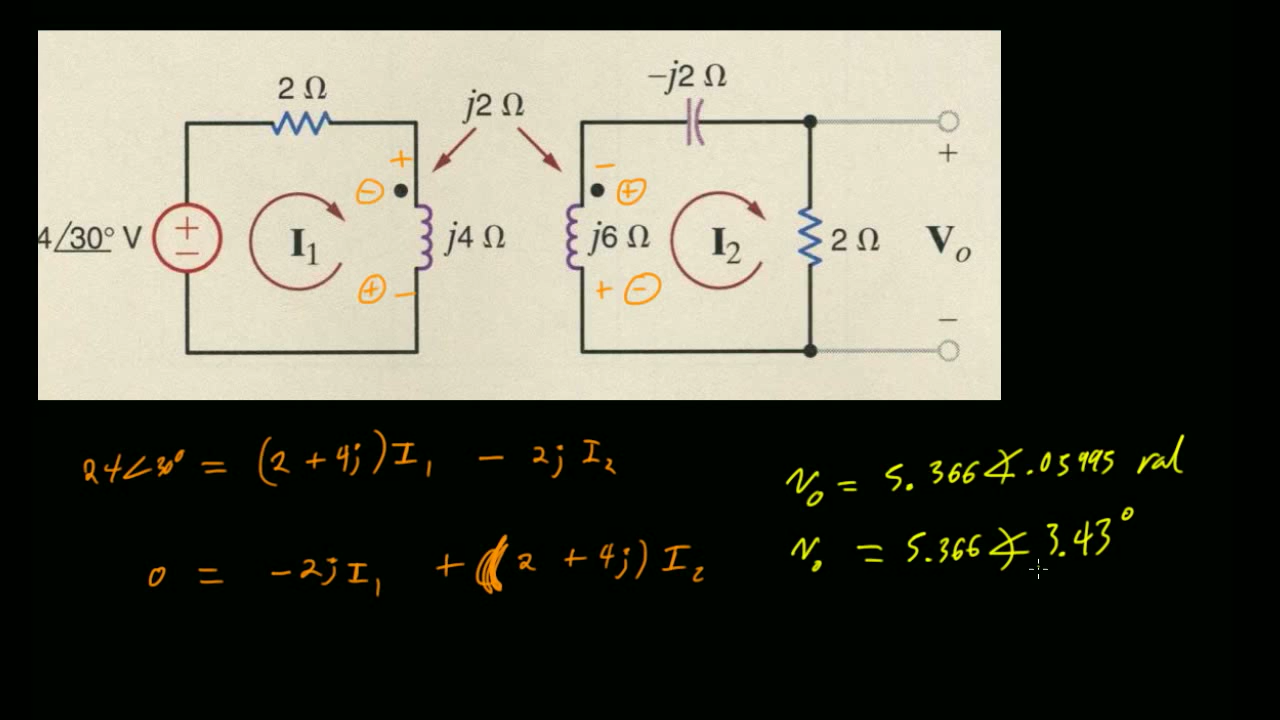 2 Ω
j2 Ω
−j2 Ω
+
−
−
+
+
4/30° V
+
−
I₁
j4 Ω
j6 Ω
I₂
2 Ω
Vₒ
+
−
+
−
−
24∠30° = (2 + 4j) I₁ − 2j I₂
0 = −2j I₁ + (2 + 4j) I₂
Vₒ = 5.366 ∡ .05995 rad
Vₒ = 5.366 ∡ 3.43°